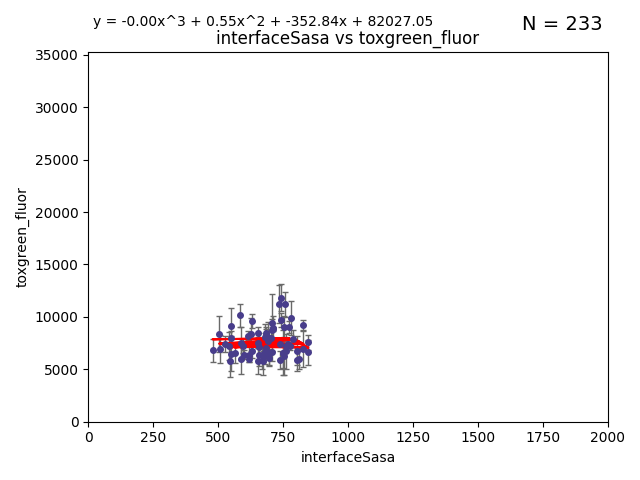 y = -0.00x^3 + 0.55x^2 + -352.84x + 82027.05
N = 233
interfaceSasa vs toxgreen_fluor
35000
30000
25000
20000
15000
10000
5000
0
toxgreen_fluor
0 250 500 750 1000 1250 1500 1750 2000
interfaceSasa